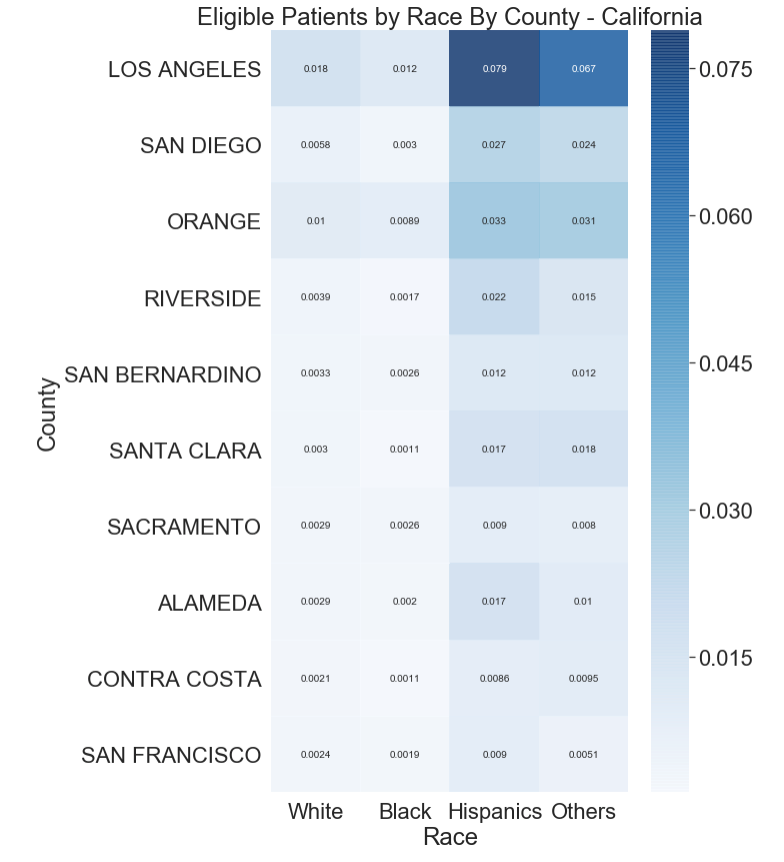 Eligible Patients by Race By County - California
LOS ANGELES 0.018 0.012 0.079 0.067
SAN DIEGO 0.0058 0.003 0.027 0.024
ORANGE 0.01 0.0089 0.033 0.031
RIVERSIDE 0.0039 0.0017 0.022 0.015
SAN BERNARDINO 0.0033 0.0026 0.012 0.012
SANTA CLARA 0.003 0.0011 0.017 0.018
SACRAMENTO 0.0029 0.0026 0.009 0.008
ALAMEDA 0.0029 0.002 0.017 0.01
CONTRA COSTA 0.0021 0.0011 0.0086 0.0095
SAN FRANCISCO 0.0024 0.0019 0.009 0.0051
County
White Black Hispanics Others
Race
0.075
0.060
0.045
0.030
0.015